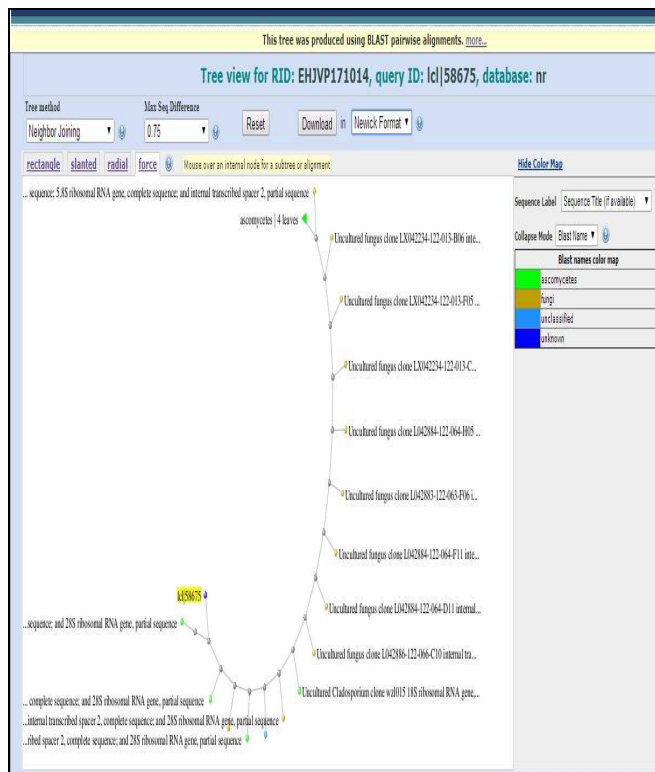 This tree was produced using BLAST pairwise alignments. more...
Tree view for RID: EHJVP171014, query ID: lcl|58675, database: nr
Tree method
Max Seq Difference
Neighbor Joining
0.75
Reset
Download in Newick Format
rectangle slanted radial force Mouse over an internal node for a subtree or alignment
Hide Color Map
Sequence Label Sequence Title (if available)
Collapse Mode Blast Name
Blast names color map
ascomycetes
fungi
unclassified
unknown
... sequence; 5.8S ribosomal RNA gene, complete sequence; and internal transcribed spacer 2, partial sequence
ascomycetes | 4 leaves
Uncultured fungus clone LX042234-122-013-B06 inte...
Uncultured fungus clone LX042234-122-013-F05 ...
Uncultured fungus clone LX042234-122-013-C...
Uncultured fungus clone L042884-122-064-H05 ...
Uncultured fungus clone L042883-122-063-F06 i...
Uncultured fungus clone L042884-122-064-F11 inte...
lcl|58675
Uncultured fungus clone L042884-122-064-D11 internal...
...sequence; and 28S ribosomal RNA gene, partial sequence
Uncultured fungus clone L042886-122-066-C10 internal tra...
Uncultured Cladosporium clone wzl015 18S ribosomal RNA gene,...
... complete sequence; and 28S ribosomal RNA gene, partial sequence
...internal transcribed spacer 2, complete sequence; and 28S ribosomal RNA gene, partial sequence
...ribed spacer 2, complete sequence; and 28S ribosomal RNA gene, partial sequence